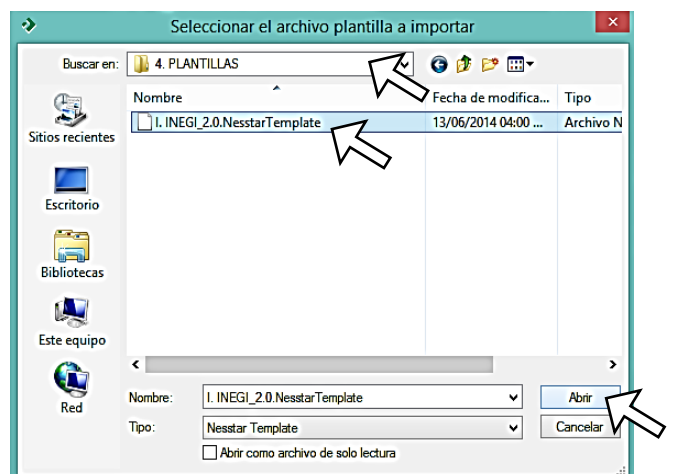 Seleccionar el archivo plantilla a importar
Buscar en: 4. PLANTILLAS
Nombre Fecha de modifica... Tipo
I. INEGI_2.0.NesstarTemplate 13/06/2014 04:00 ... Archivo N
Sitios recientes
Escritorio
Bibliotecas
Este equipo
Red
Nombre: I. INEGI_2.0.NesstarTemplate Abrir
Tipo: Nesstar Template Cancelar
Abrir como archivo de solo lectura